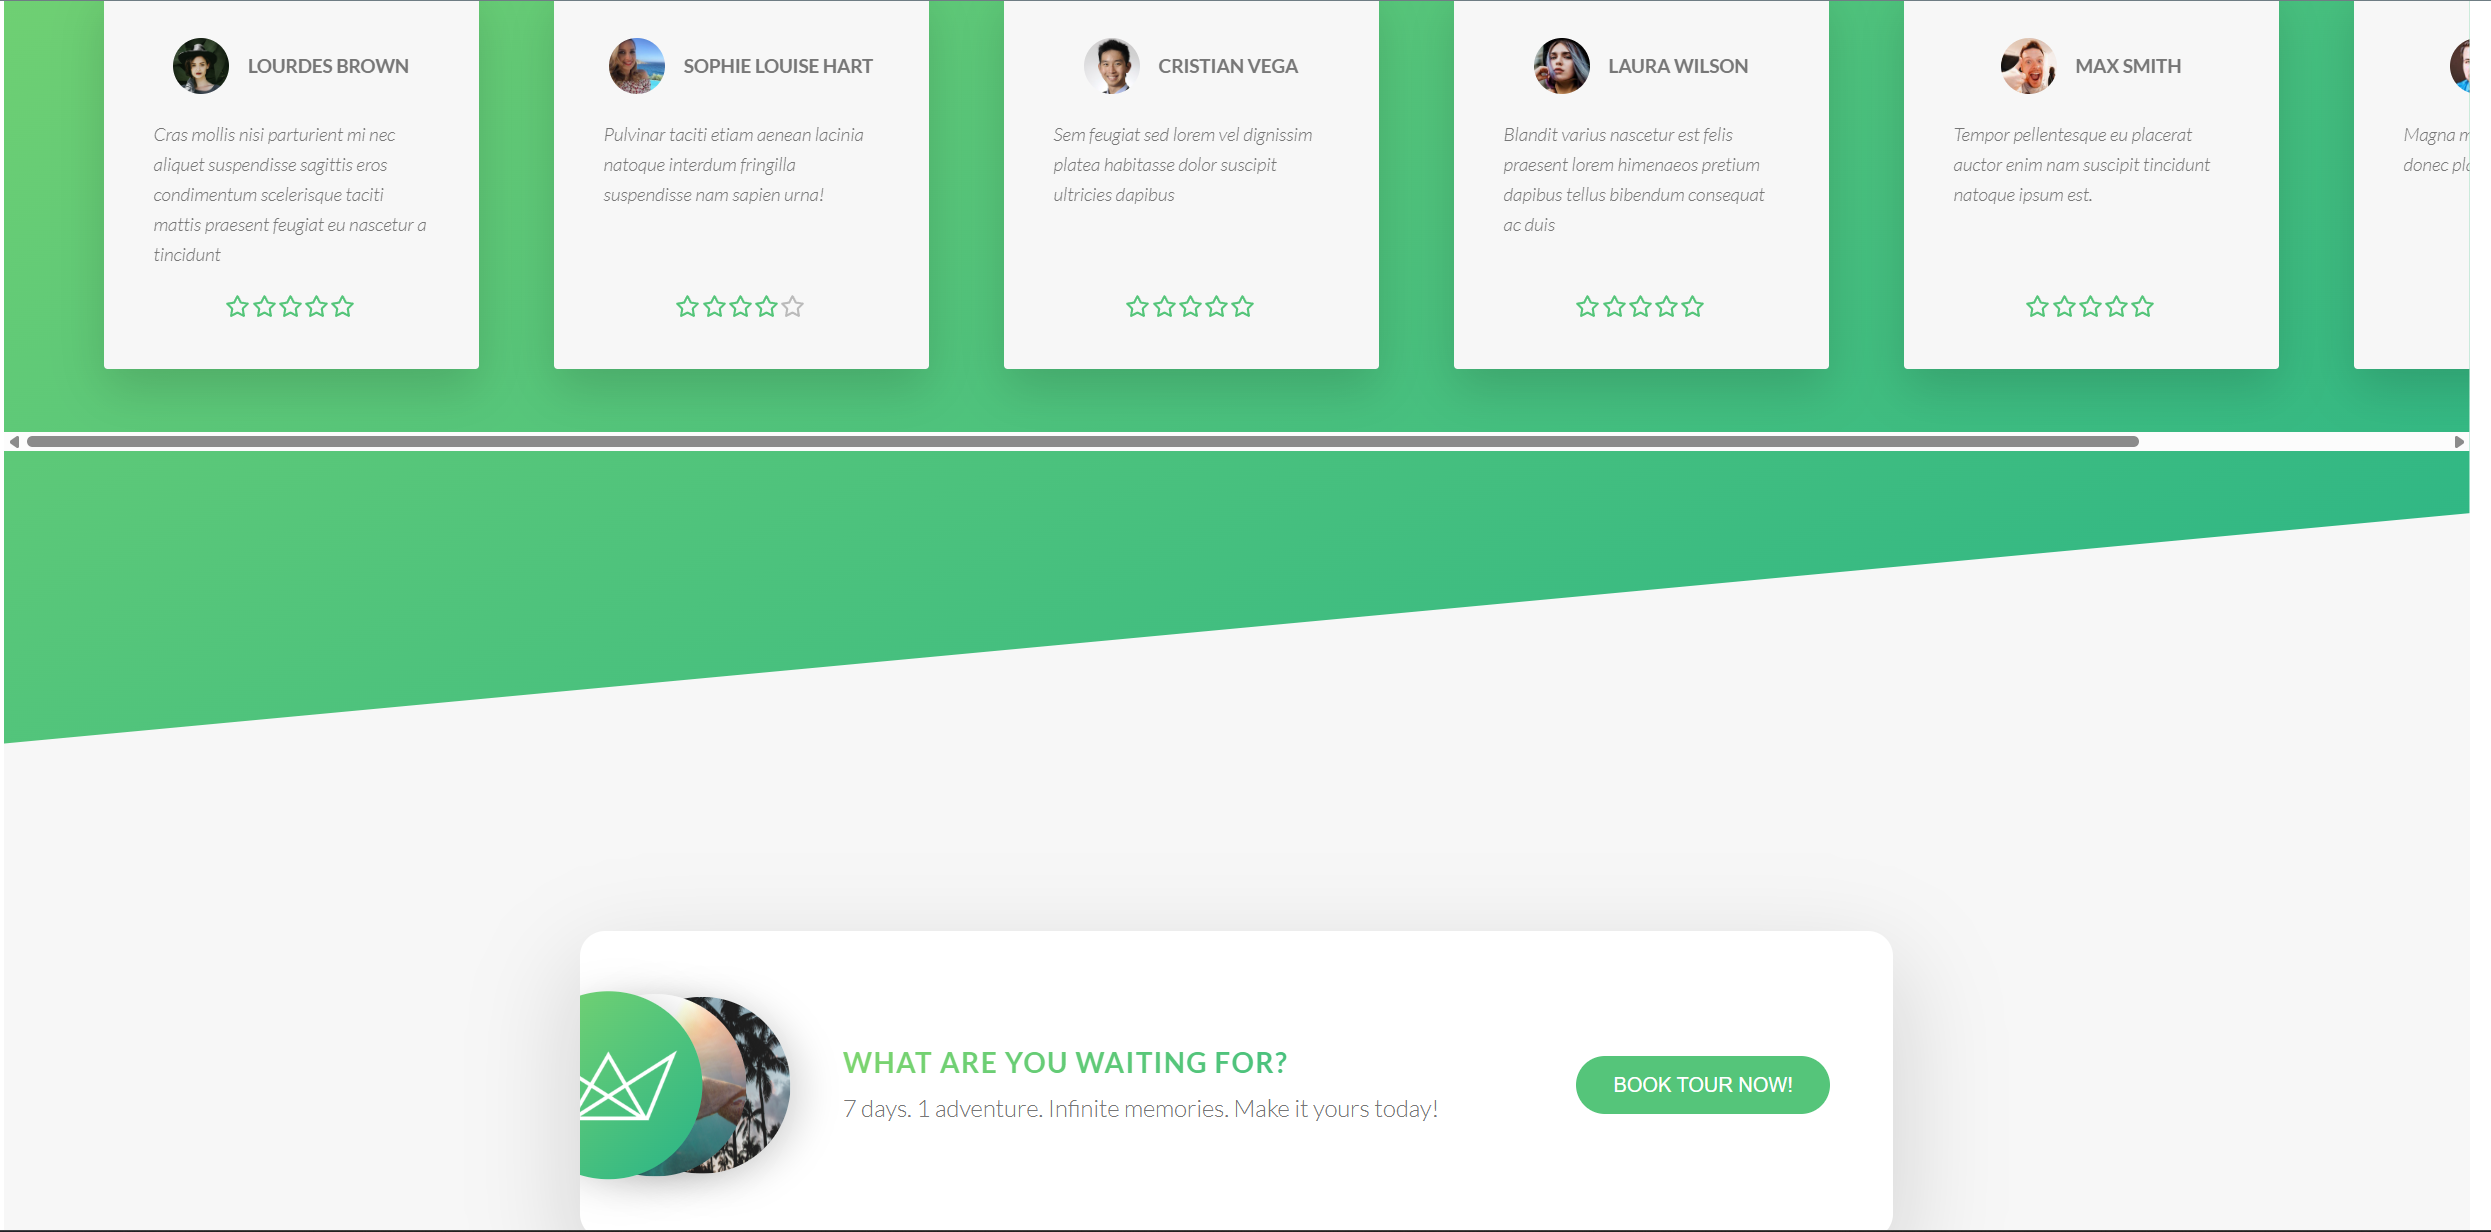 LOURDES BROWN
Cras mollis nisi parturient mi nec
aliquet suspendisse sagittis eros
condimentum scelerisque taciti
mattis praesent feugiat eu nascetur a
tincidunt
SOPHIE LOUISE HART
Pulvinar taciti etiam aenean lacinia
natoque interdum fringilla
suspendisse nam sapien urna!
CRISTIAN VEGA
Sem feugiat sed lorem vel dignissim
platea habitasse dolor suscipit
ultricies dapibus
LAURA WILSON
Blandit varius nascetur est felis
praesent lorem himenaeos pretium
dapibus tellus bibendum consequat
ac duis
MAX SMITH
Tempor pellentesque eu placerat
auctor enim nam suscipit tincidunt
natoque ipsum est.
Magna
donec
WHAT ARE YOU WAITING FOR?
7 days. 1 adventure. Infinite memories. Make it yours today!
BOOK TOUR NOW!